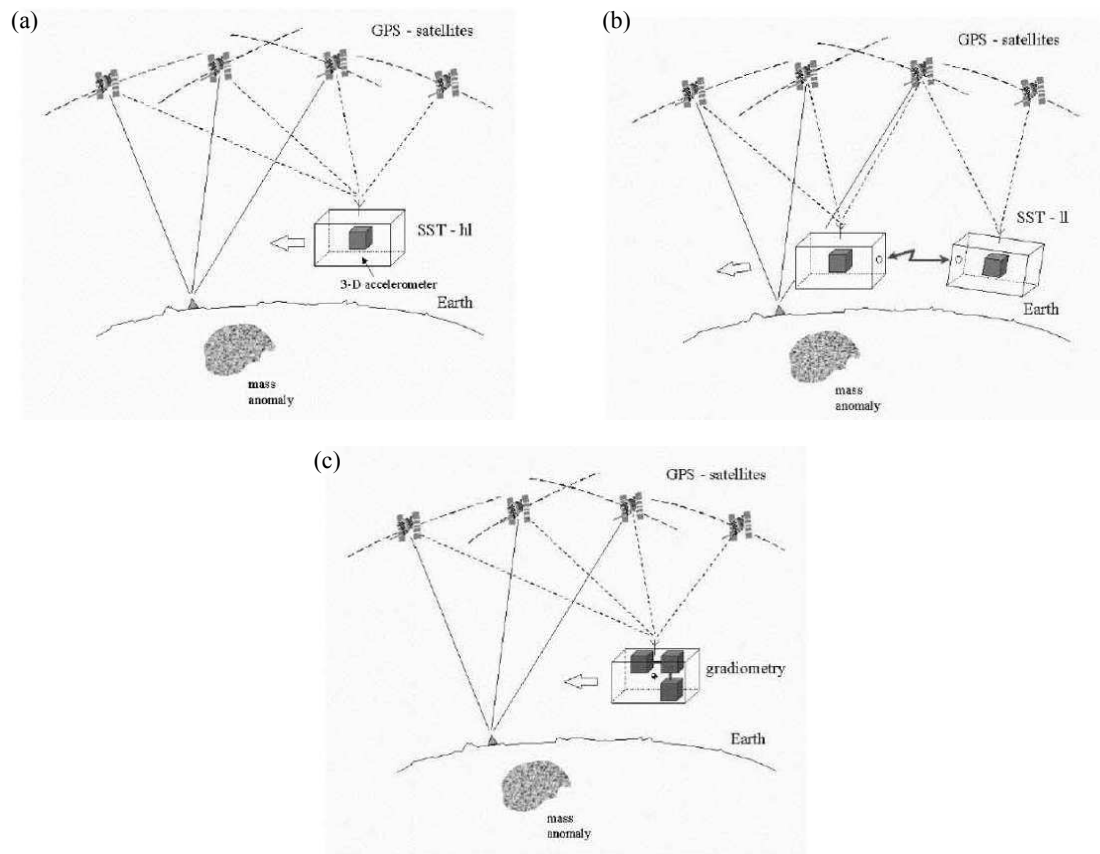 (a)
GPS - satellites
SST - hl
3-D accelerometer
Earth
mass
anomaly
(b)
GPS - satellites
SST - ll
Earth
mass
anomaly
(c)
GPS - satellites
gradiometry
Earth
mass
anomaly